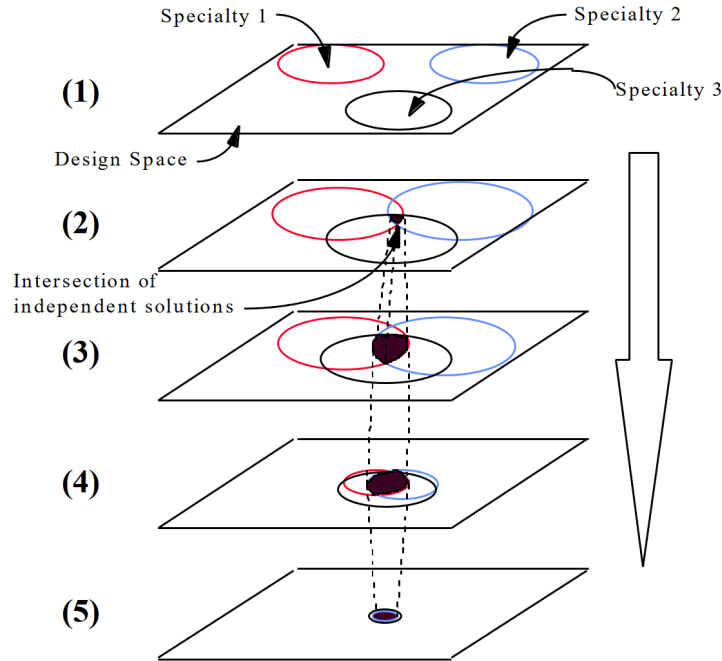 Specialty 1
Specialty 2
(1)
Specialty 3
Design Space
(2)
Intersection of
independent solutions
(3)
(4)
(5)